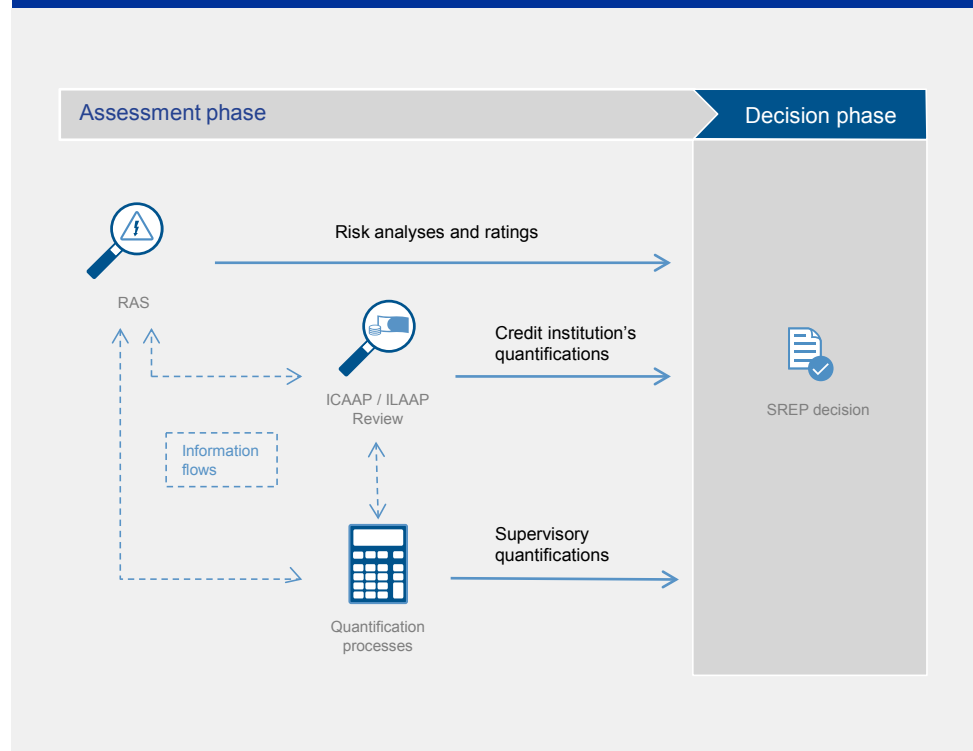 Assessment phase
Decision phase
Risk analyses and ratings
RAS
Credit institution's
quantifications
ICAAP / ILAAP
Review
SREP decision
Information
flows
Supervisory
quantifications
Quantification
processes